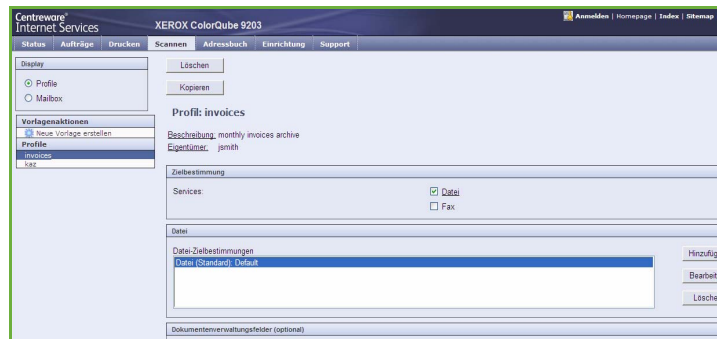 Centreware®
Internet Services
XEROX ColorQube 9203
Anmelden | Homepage | Index | Sitemap
Status Aufträge Drucken Scannen Adressbuch Einrichtung Support
Display
Profile
Mailbox
Vorlagenaktionen
Neue Vorlage erstellen
Profile
invoices
kaz
Löschen
Kopieren
Profil: invoices
Beschreibung: monthly invoices archive
Eigentümer: jsmith
Zielbestimmung
Services: Datei
Fax
Datei
Datei-Zielbestimmungen
Datei (Standard): Default
Hinzufüg
Bearbeit
Lösche
Dokumentenverwaltungsfelder (optional)